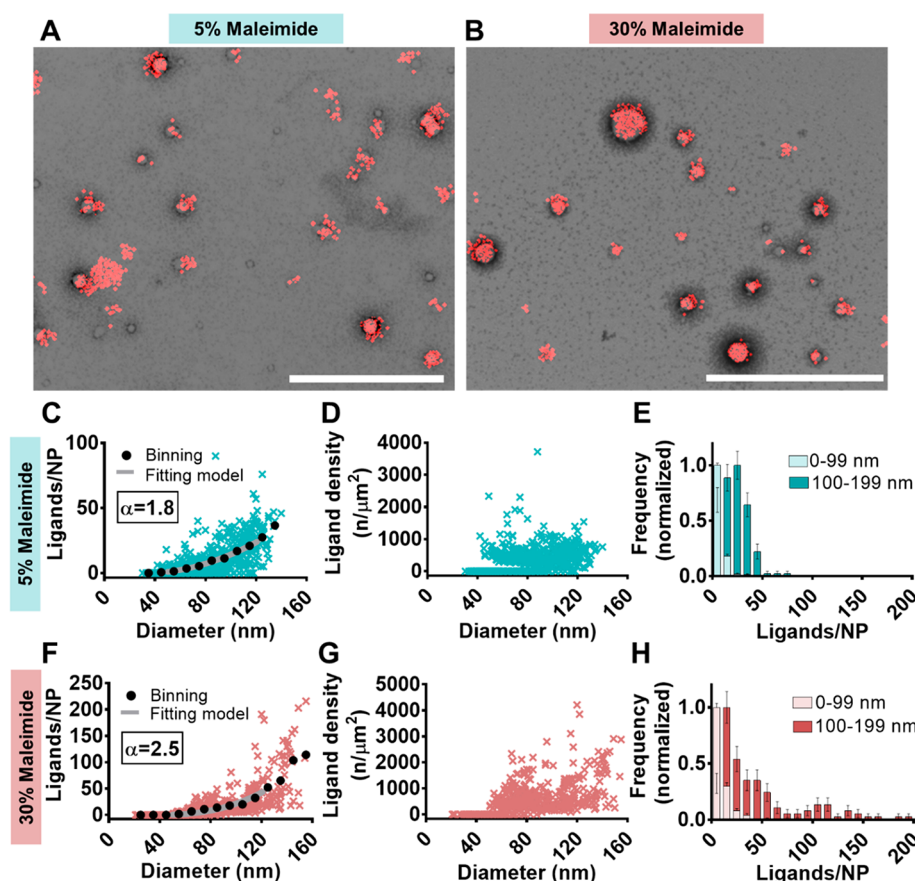 A
5% Maleimide
B
30% Maleimide
5% Maleimide
C
Ligands/NP
100
50
0
Binning
Fitting model
α=1.8
0
40
80
120
160
Diameter (nm)
D
Ligand density
(n/μm²)
4000
3000
2000
1000
0
0
40
80
120
160
Diameter (nm)
E
Frequency
(normalized)
1.0
0.5
0.0
0-99 nm
100-199 nm
0
50
100
150
200
Ligands/NP
30% Maleimide
F
Ligands/NP
250
200
150
100
50
0
Binning
Fitting model
α=2.5
0
40
80
120
160
Diameter (nm)
G
Ligand density
(n/μm²)
5000
4000
3000
2000
1000
0
0
40
80
120
160
Diameter (nm)
H
Frequency
(normalized)
1.0
0.5
0.0
0-99 nm
100-199 nm
0
50
100
150
200
Ligands/NP